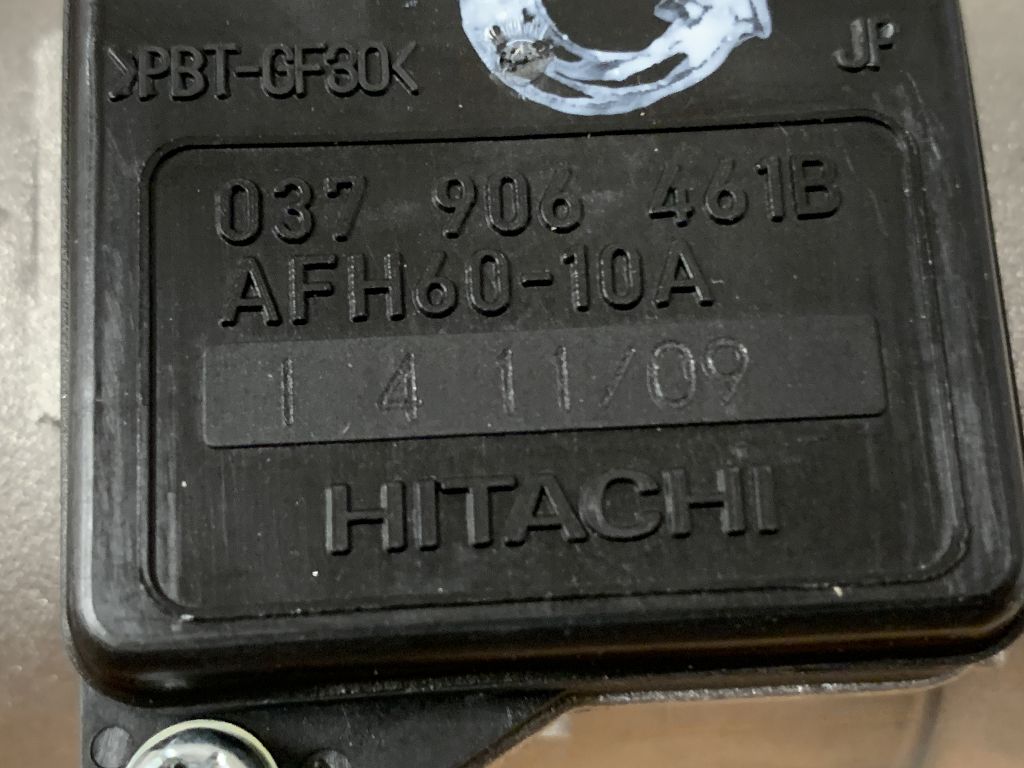 >PBT-GF30< JP
037 906 461B
AFH60-10A
1 4 11/09
HITACHI